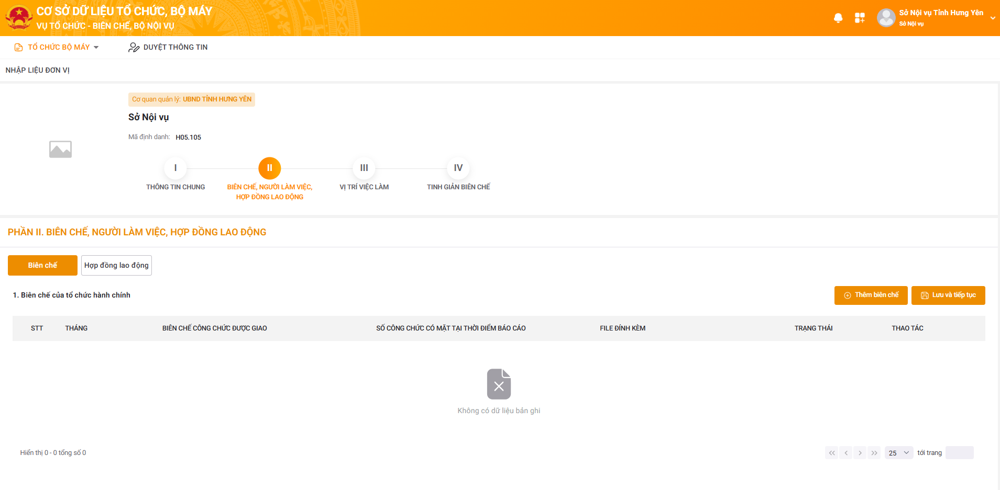 CƠ SỞ DỮ LIỆU TỔ CHỨC, BỘ MÁY
VỤ TỔ CHỨC - BIÊN CHẾ, BỘ NỘI VỤ
Sở Nội vụ Tỉnh Hưng Yên
Sở Nội vụ
TỔ CHỨC BỘ MÁY
DUYỆT THÔNG TIN
NHẬP LIỆU ĐƠN VỊ
Cơ quan quản lý: UBND TỈNH HƯNG YÊN
Sở Nội vụ
Mã định danh: H05.105
I
II
III
IV
THÔNG TIN CHUNG
BIÊN CHẾ, NGƯỜI LÀM VIỆC,
HỢP ĐỒNG LAO ĐỘNG
VỊ TRÍ VIỆC LÀM
TINH GIẢN BIÊN CHẾ
PHẦN II. BIÊN CHẾ, NGƯỜI LÀM VIỆC, HỢP ĐỒNG LAO ĐỘNG
Biên chế
Hợp đồng lao động
1. Biên chế của tổ chức hành chính
Thêm biên chế
Lưu và tiếp tục
STT THÁNG BIÊN CHẾ CÔNG CHỨC ĐƯỢC GIAO SỐ CÔNG CHỨC CÓ MẶT TẠI THỜI ĐIỂM BÁO CÁO FILE ĐÍNH KÈM TRẠNG THÁI THAO TÁC
Không có dữ liệu bản ghi
Hiển thị 0 - 0 tổng số 0
25
tới trang